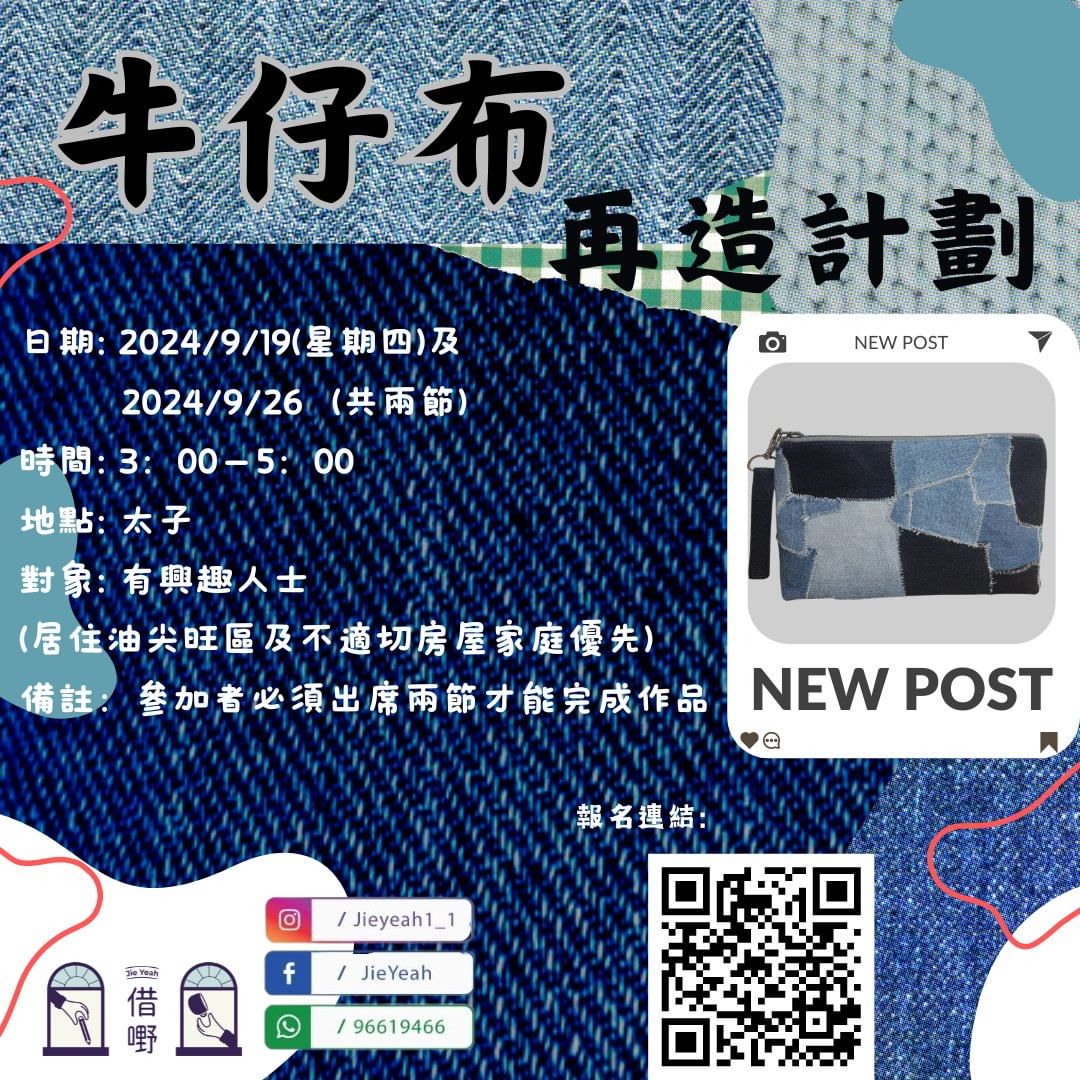 牛仔布
再造計劃
日期: 2024/9/19(星期四)及
2024/9/26 (共兩節)
時間: 3：00－5：00
地點: 太子
對象: 有興趣人士
(居住油尖旺區及不適切房屋家庭優先)
備註: 參加者必須出席兩節才能完成作品
NEW POST
NEW POST
報名連結:
/ Jieyeah1_1
/ JieYeah
/ 96619466
Jie Yeah
借嘢